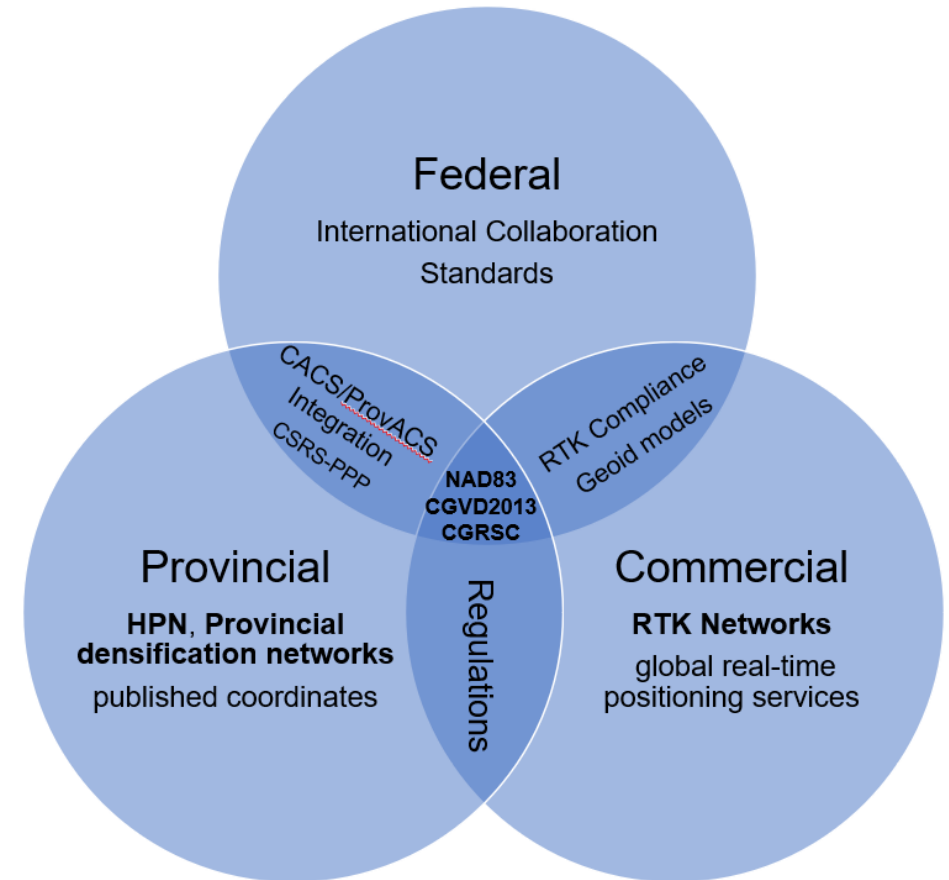 Federal
International Collaboration
Standards
CACS/ProvACS
Integration
CSRS-PPP
RTK Compliance
Geoid models
NAD83
CGVD2013
CGRSC
Provincial
HPN, Provincial
densification networks
published coordinates
Regulations
Commercial
RTK Networks
global real-time
positioning services